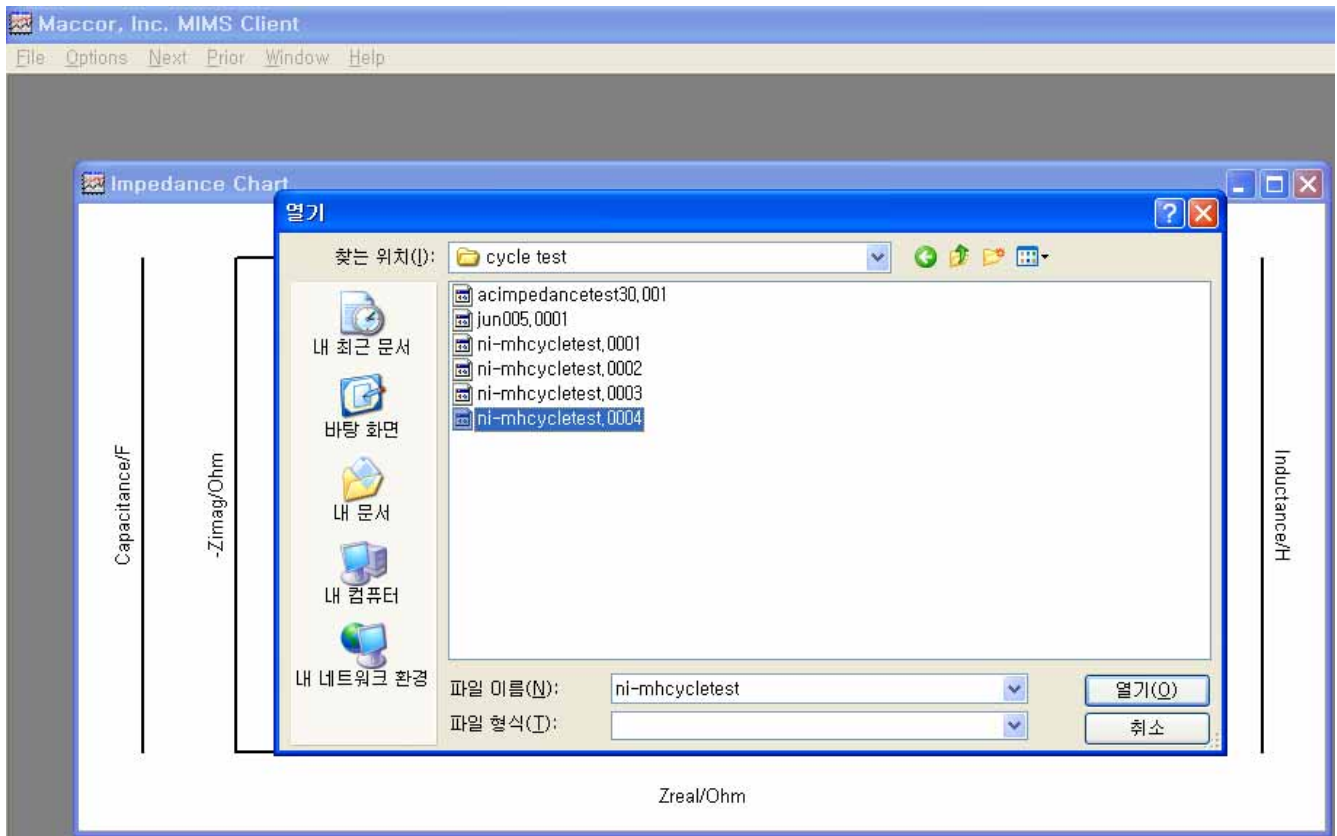 Maccor, Inc. MIMS Client
File Options Next Prior Window Help
Impedance Chart
열기
찾는 위치(I):
cycle test
acimpedancetest30,001
jun005,0001
ni-mhcycletest,0001
ni-mhcycletest,0002
ni-mhcycletest,0003
ni-mhcycletest,0004
내 최근 문서
바탕 화면
내 문서
내 컴퓨터
내 네트워크 환경
파일 이름(N):
ni-mhcycletest
열기(O)
파일 형식(T):
취소
Capacitance/F
-Zimag/Ohm
Inductance/H
Zreal/Ohm